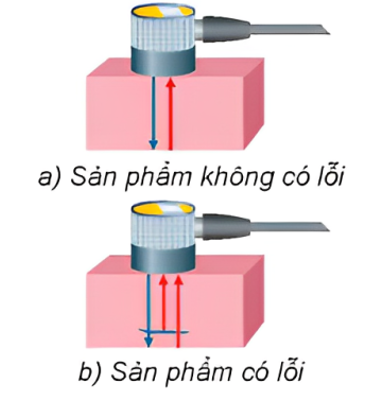 a) Sản phẩm không có lỗi
b) Sản phẩm có lỗi